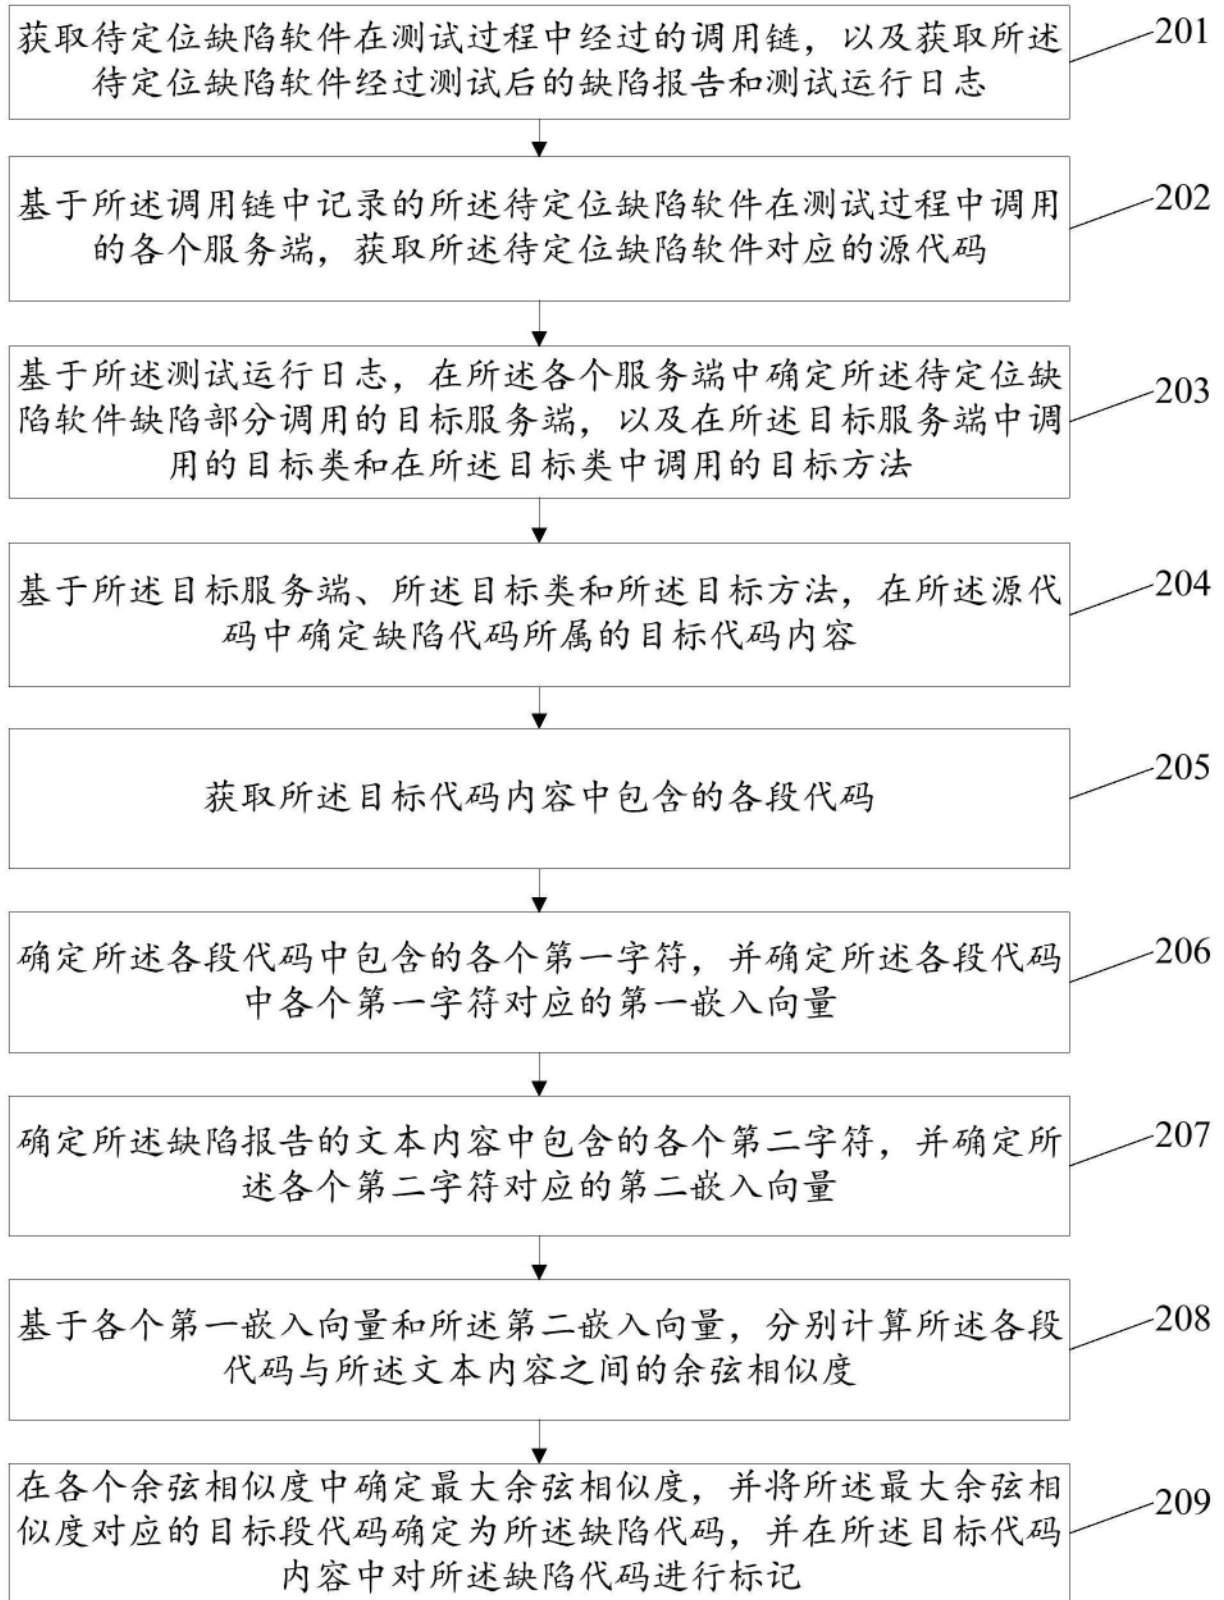 获取待定位缺陷软件在测试过程中经过的调用链，以及获取所述
待定位缺陷软件经过测试后的缺陷报告和测试运行日志
201
基于所述调用链中记录的所述待定位缺陷软件在测试过程中调用
的各个服务端，获取所述待定位缺陷软件对应的源代码
202
基于所述测试运行日志，在所述各个服务端中确定所述待定位缺
陷软件缺陷部分调用的目标服务端，以及在所述目标服务端中调
用的目标类和在所述目标类中调用的目标方法
203
基于所述目标服务端、所述目标类和所述目标方法，在所述源代
码中确定缺陷代码所属的目标代码内容
204
获取所述目标代码内容中包含的各段代码
205
确定所述各段代码中包含的各个第一字符，并确定所述各段代码
中各个第一字符对应的第一嵌入向量
206
确定所述缺陷报告的文本内容中包含的各个第二字符，并确定所
述各个第二字符对应的第二嵌入向量
207
基于各个第一嵌入向量和所述第二嵌入向量，分别计算所述各段
代码与所述文本内容之间的余弦相似度
208
在各个余弦相似度中确定最大余弦相似度，并将所述最大余弦相
似度对应的目标段代码确定为所述缺陷代码，并在所述目标代码
内容中对所述缺陷代码进行标记
209